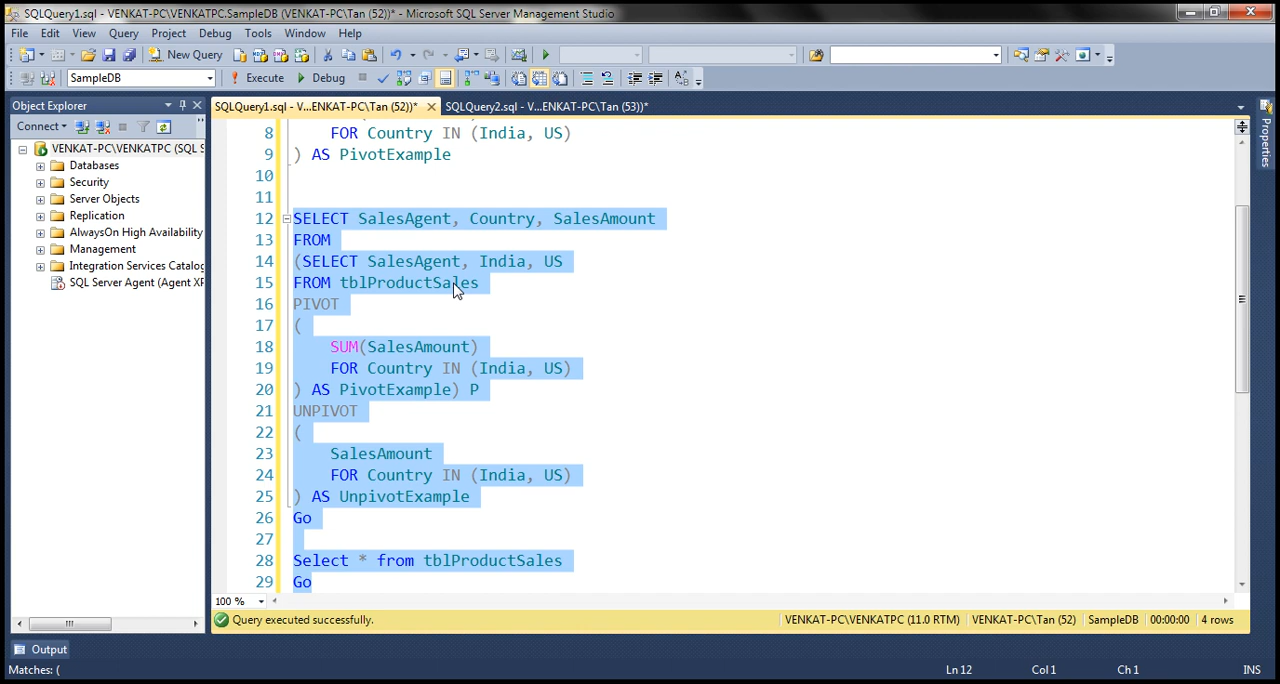 SQLQuery1.sql - VENKAT-PC\VENKATPC.SampleDB (VENKAT-PC\Tan (52))* - Microsoft SQL Server Management Studio
File Edit View Query Project Debug Tools Window Help
New Query
SampleDB Execute Debug
Object Explorer
SQLQuery1.sql - V...ENKAT-PC\Tan (52))* SQLQuery2.sql - V...ENKAT-PC\Tan (53))*
Connect
VENKAT-PC\VENKATPC (SQL S
Databases
Security
Server Objects
Replication
AlwaysOn High Availability
Management
Integration Services Catalog
SQL Server Agent (Agent XP
8 FOR Country IN (India, US)
9 ) AS PivotExample
10
11
12 SELECT SalesAgent, Country, SalesAmount
13 FROM
14 (SELECT SalesAgent, India, US
15 FROM tblProductSales
16 PIVOT
17 (
18 SUM(SalesAmount)
19 FOR Country IN (India, US)
20 ) AS PivotExample) P
21 UNPIVOT
22 (
23 SalesAmount
24 FOR Country IN (India, US)
25 ) AS UnpivotExample
26 Go
27
28 Select * from tblProductSales
29 Go
100 %
Query executed successfully. VENKAT-PC\VENKATPC (11.0 RTM) VENKAT-PC\Tan (52) SampleDB 00:00:00 4 rows
Output
Matches: ( Ln 12 Col 1 Ch 1 INS
Properties